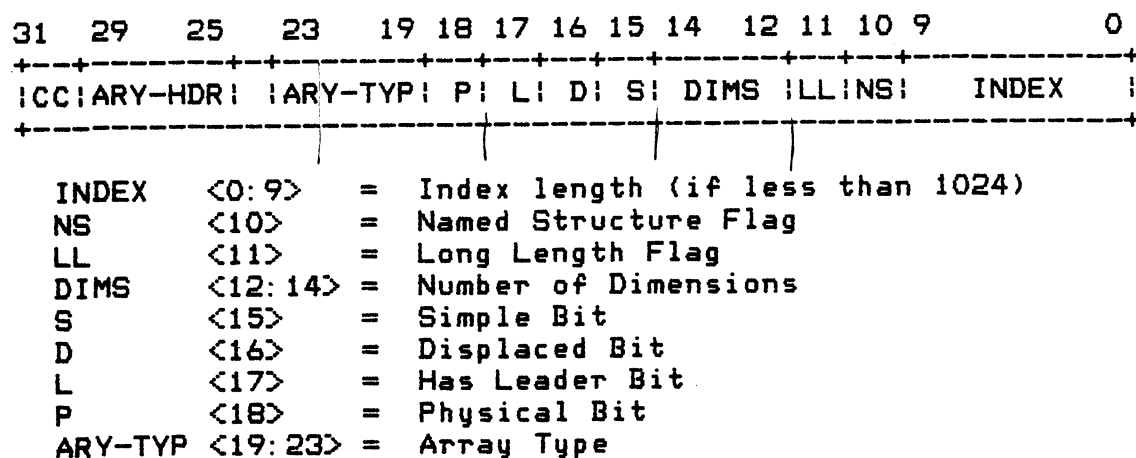 31 29 25 23 19 18 17 16 15 14 12 11 10 9 0
+--+-------+-+-------+--+--+--+--+-------+--+--+-------------+
|CC|ARY-HDR| |ARY-TYP| P| L| D| S| DIMS |LL|NS| INDEX |
+------------------------------------------------------------+
INDEX <0:9> = Index length (if less than 1024)
NS <10> = Named Structure Flag
LL <11> = Long Length Flag
DIMS <12:14> = Number of Dimensions
S <15> = Simple Bit
D <16> = Displaced Bit
L <17> = Has Leader Bit
P <18> = Physical Bit
ARY-TYP <19:23> = Array Type